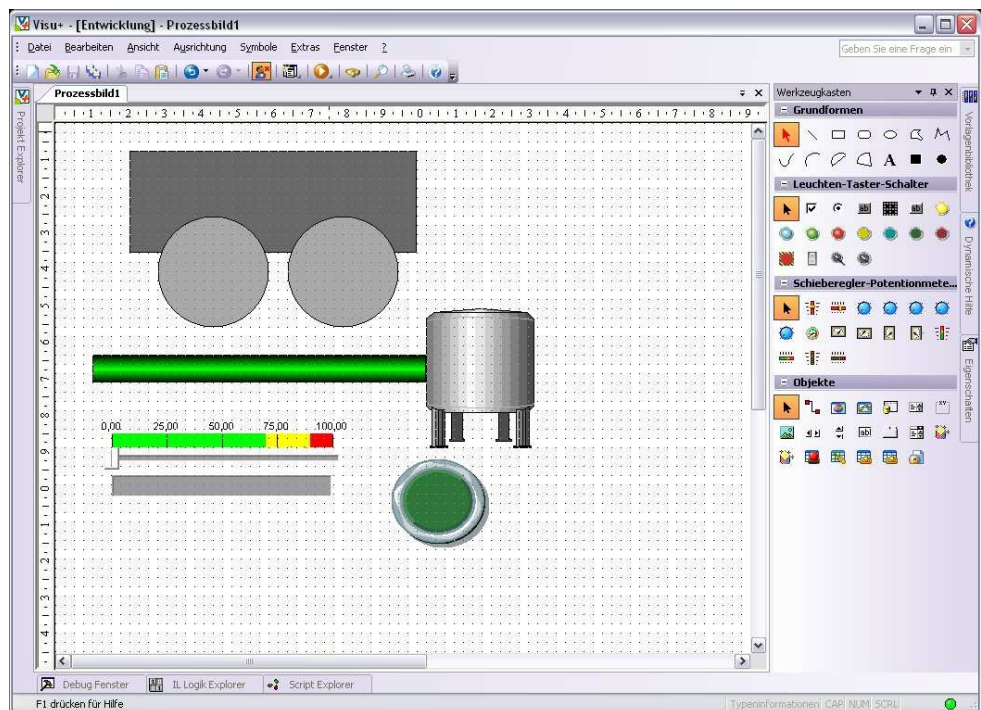 Visu+ - [Entwicklung] - Prozessbild1
Datei Bearbeiten Ansicht Ausrichtung Symbole Extras Fenster ?
Geben Sie eine Frage ein
Prozessbild1
Werkzeugkasten
Projekt Explorer
Grundformen
A
Leuchten-Taster-Schalter
Schieberegler-Potentionmete...
Objekte
Vorlagenbibliothek
Dynamische Hilfe
Eigenschaften
0,00 25,00 50,00 75,00 100,00
Debug Fenster
IL Logik Explorer
Script Explorer
F1 drücken für Hilfe
Typeninformationen CAP NUM SCRL